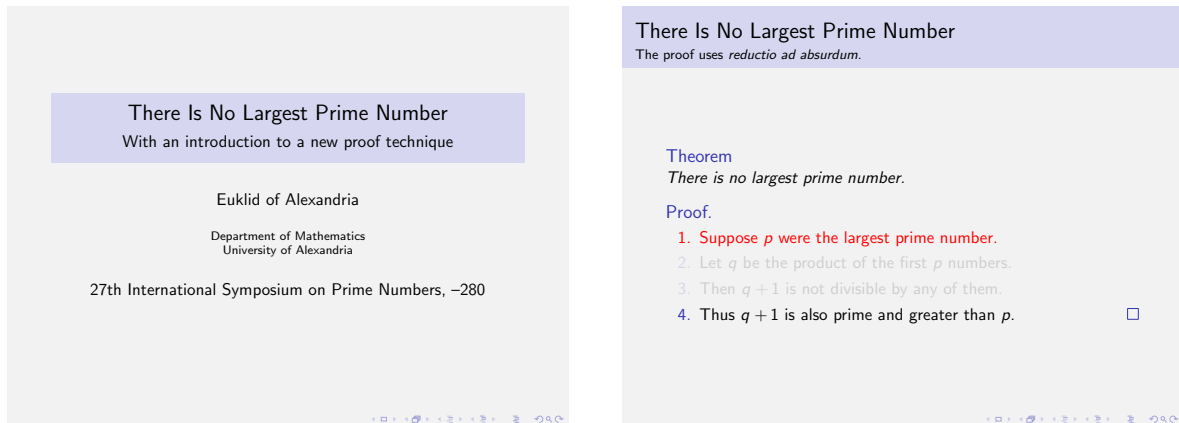 There Is No Largest Prime Number
With an introduction to a new proof technique
Euklid of Alexandria
Department of Mathematics
University of Alexandria
27th International Symposium on Prime Numbers, –280
There Is No Largest Prime Number
The proof uses reductio ad absurdum.
Theorem
There is no largest prime number.
Proof.
1. Suppose p were the largest prime number.
2. Let q be the product of the first p numbers.
3. Then q + 1 is not divisible by any of them.
4. Thus q + 1 is also prime and greater than p.